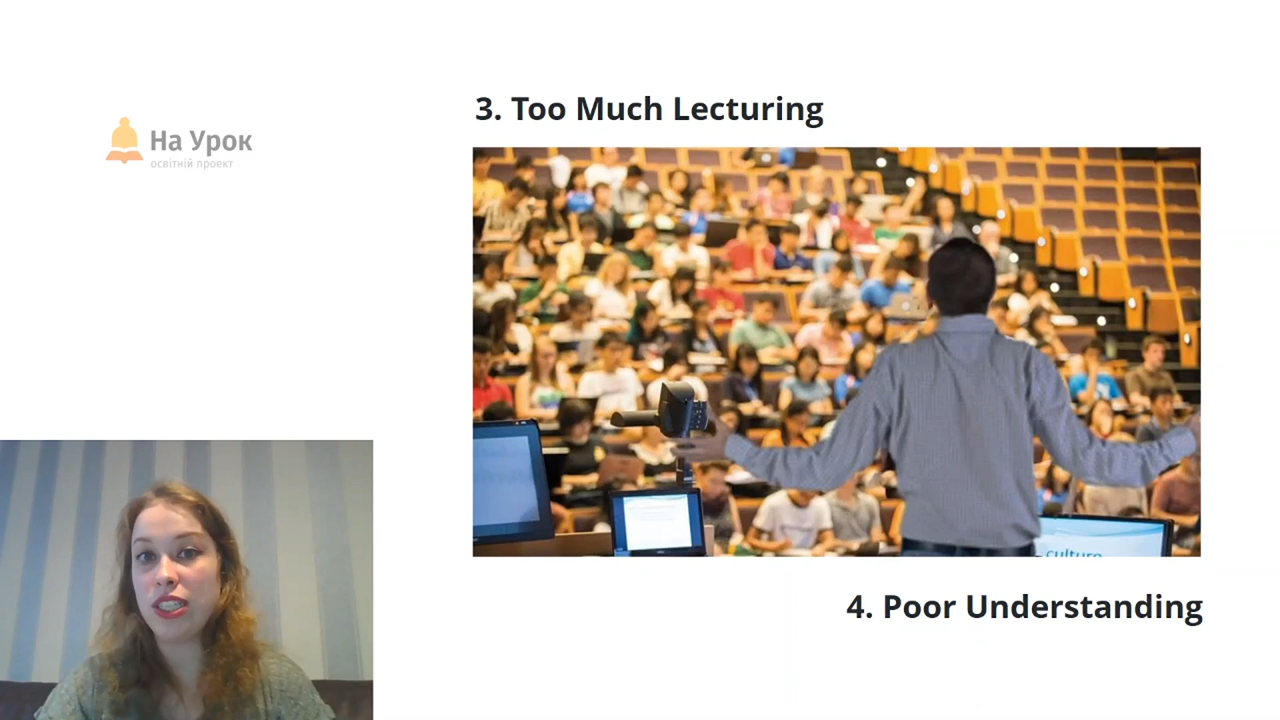 3. Too Much Lecturing
На Урок
освітній проект
culture
4. Poor Understanding